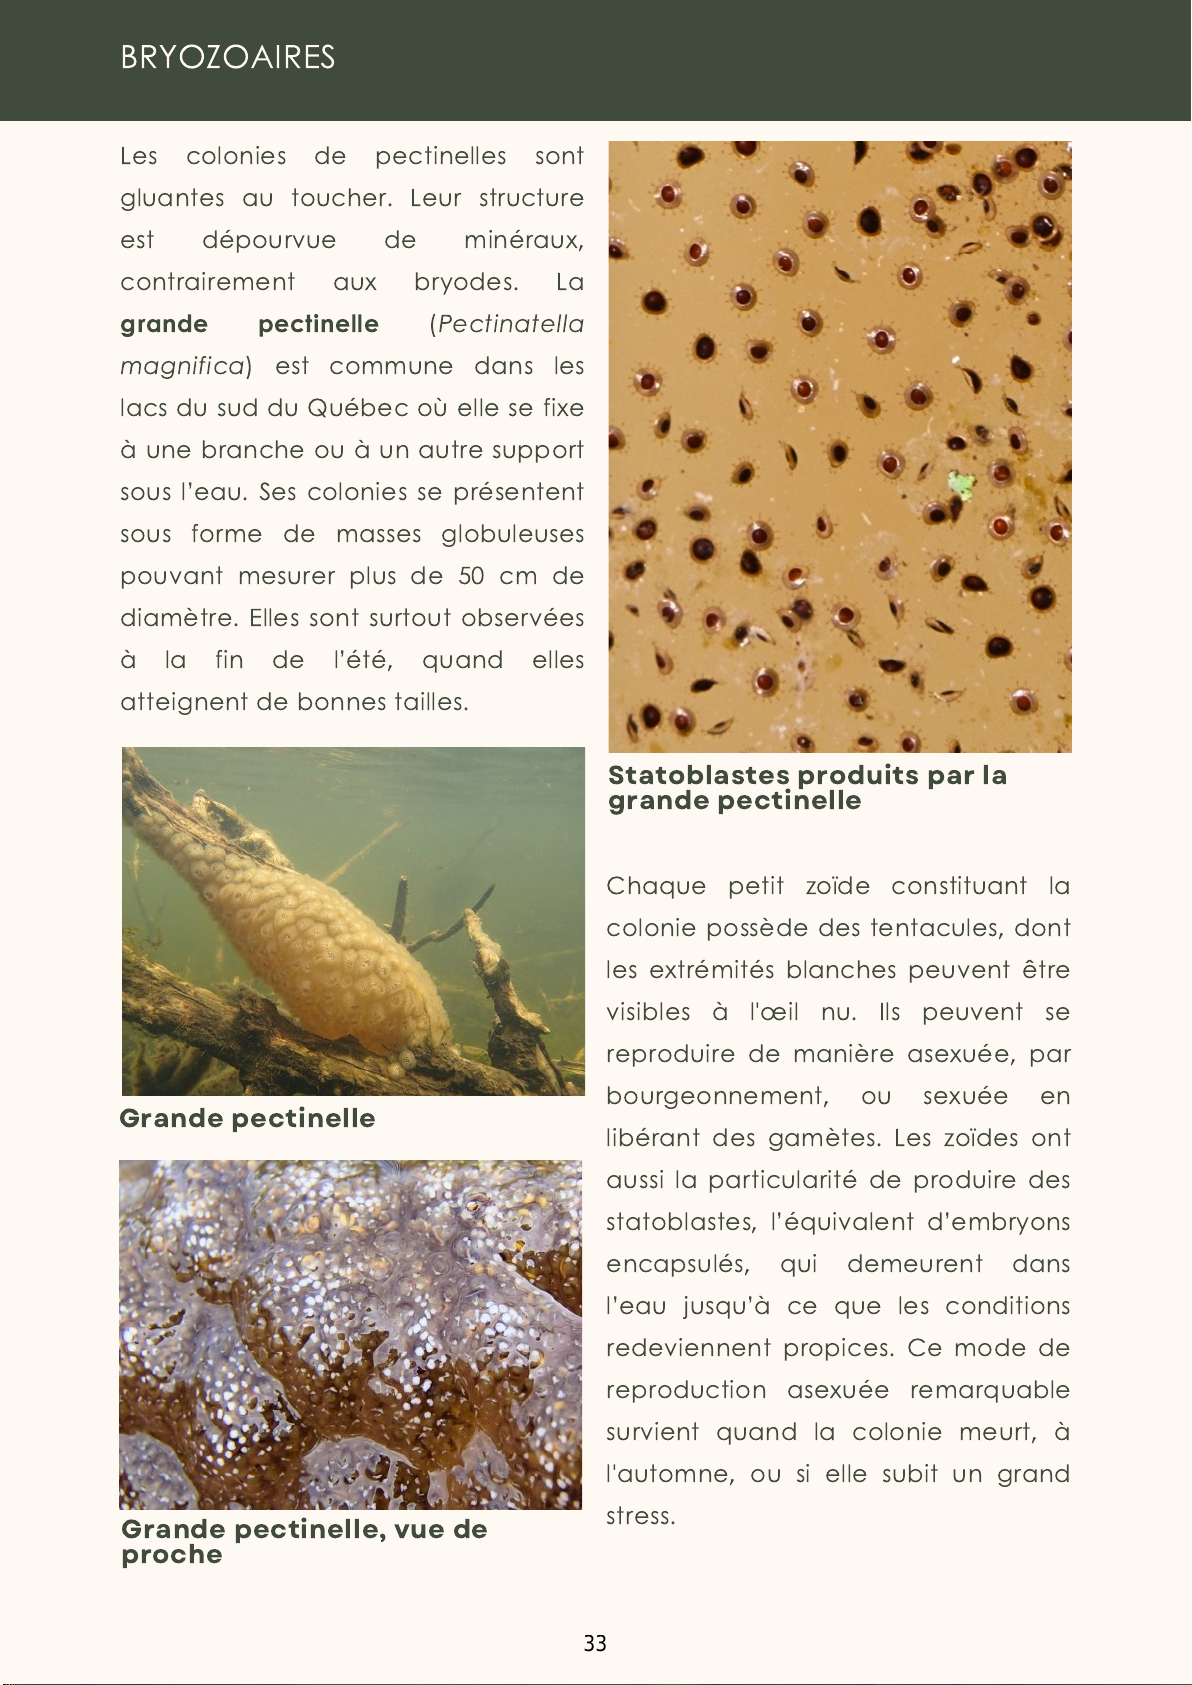 BRYOZOAIRES
Les colonies de pectinelles sont
gluantes au toucher. Leur structure
est dépourvue de minéraux,
contrairement aux bryodes. La
grande pectinelle (Pectinatella
magnifica) est commune dans les
lacs du sud du Québec où elle se fixe
à une branche ou à un autre support
sous l’eau. Ses colonies se présentent
sous forme de masses globuleuses
pouvant mesurer plus de 50 cm de
diamètre. Elles sont surtout observées
à la fin de l’été, quand elles
atteignent de bonnes tailles.
Grande pectinelle
Grande pectinelle, vue de
proche
Statoblastes produits par la
grande pectinelle
Chaque petit zoïde constituant la
colonie possède des tentacules, dont
les extrémités blanches peuvent être
visibles à l'œil nu. Ils peuvent se
reproduire de manière asexuée, par
bourgeonnement, ou sexuée en
libérant des gamètes. Les zoïdes ont
aussi la particularité de produire des
statoblastes, l’équivalent d’embryons
encapsulés, qui demeurent dans
l’eau jusqu’à ce que les conditions
redeviennent propices. Ce mode de
reproduction asexuée remarquable
survient quand la colonie meurt, à
l'automne, ou si elle subit un grand
stress.
33